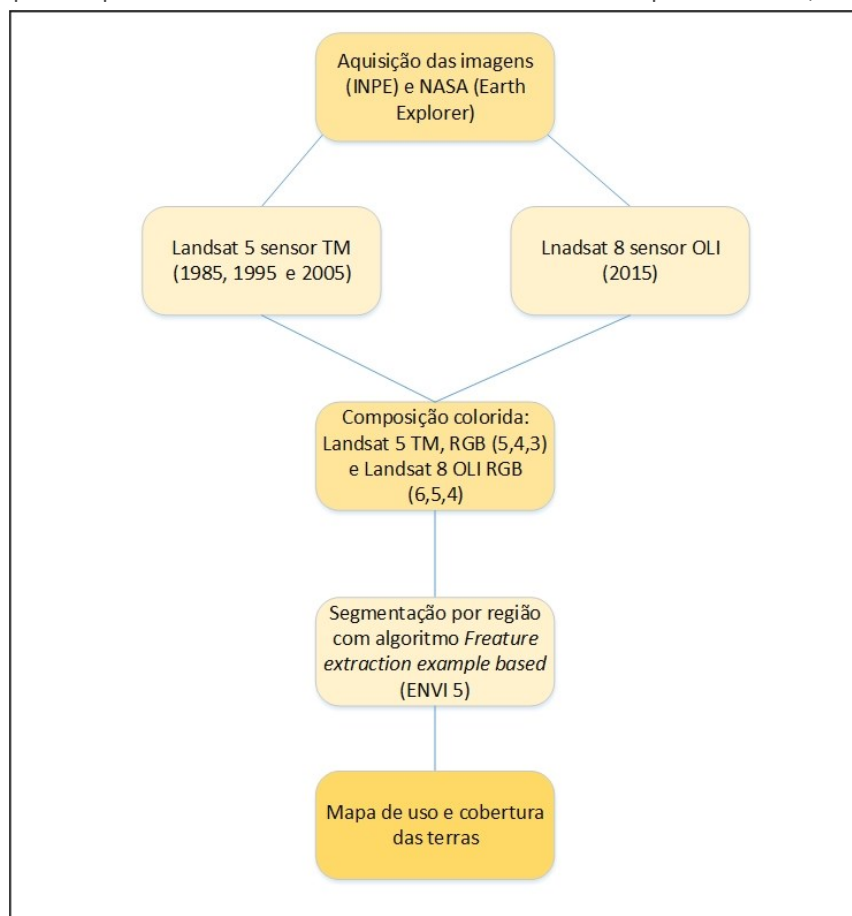 Aquisição das imagens
(INPE) e NASA (Earth
Explorer)
Landsat 5 sensor TM
(1985, 1995 e 2005)
Lnadsat 8 sensor OLI
(2015)
Composição colorida:
Landsat 5 TM, RGB (5,4,3)
e Landsat 8 OLI RGB
(6,5,4)
Segmentação por região
com algoritmo Freature
extraction example based
(ENVI 5)
Mapa de uso e cobertura
das terras